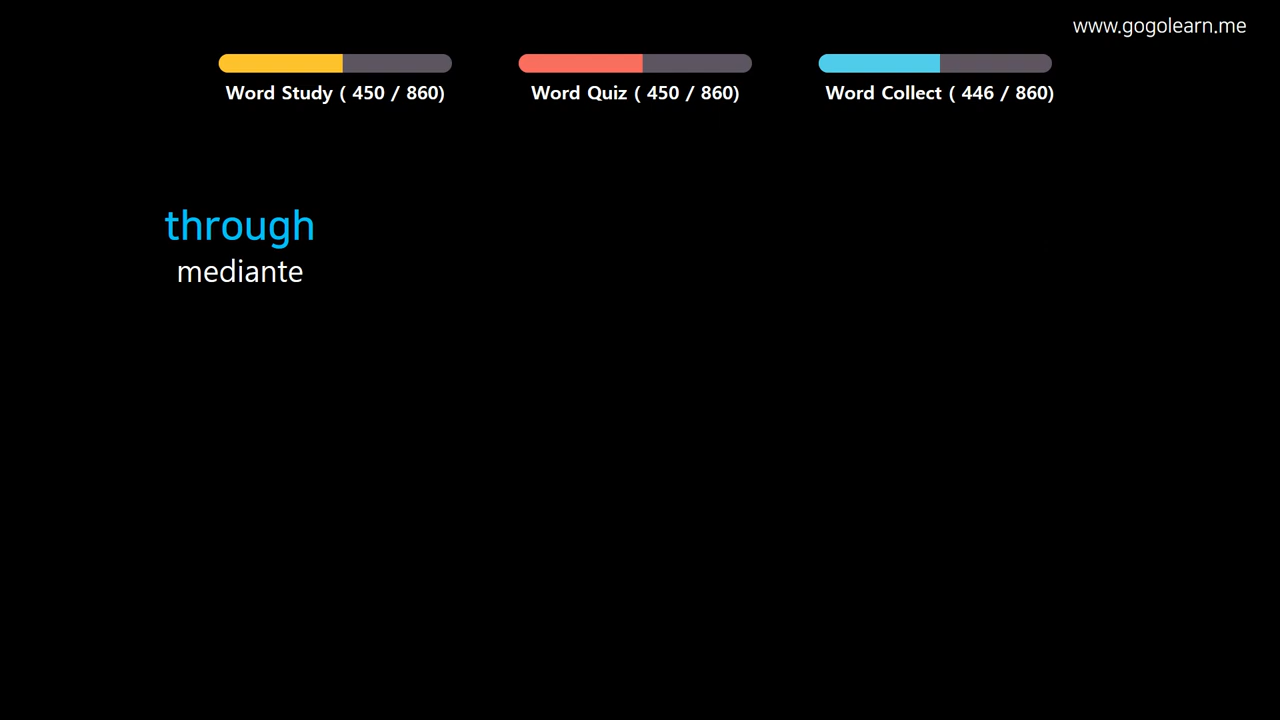 www.gogolearn.me
Word Study ( 450 / 860)
Word Quiz ( 450 / 860)
Word Collect ( 446 / 860)
through
mediante